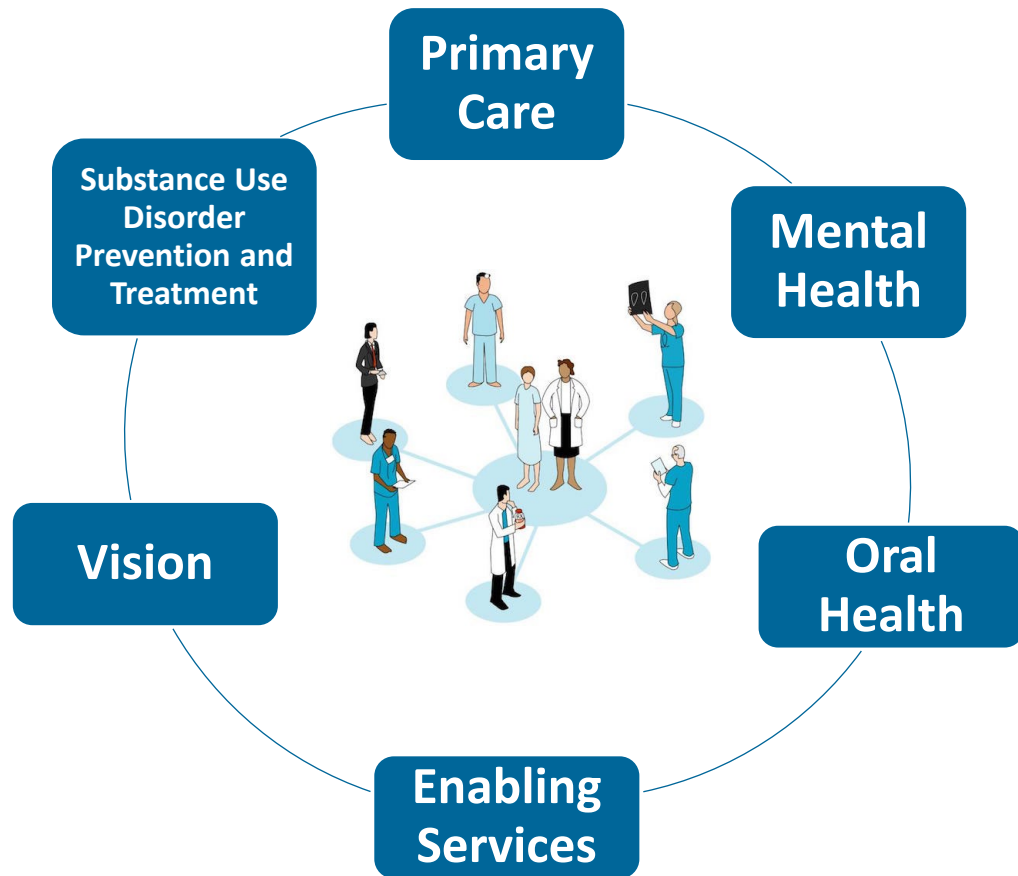 Primary
Care
Mental
Health
Oral
Health
Enabling
Services
Vision
Substance Use
Disorder
Prevention and
Treatment